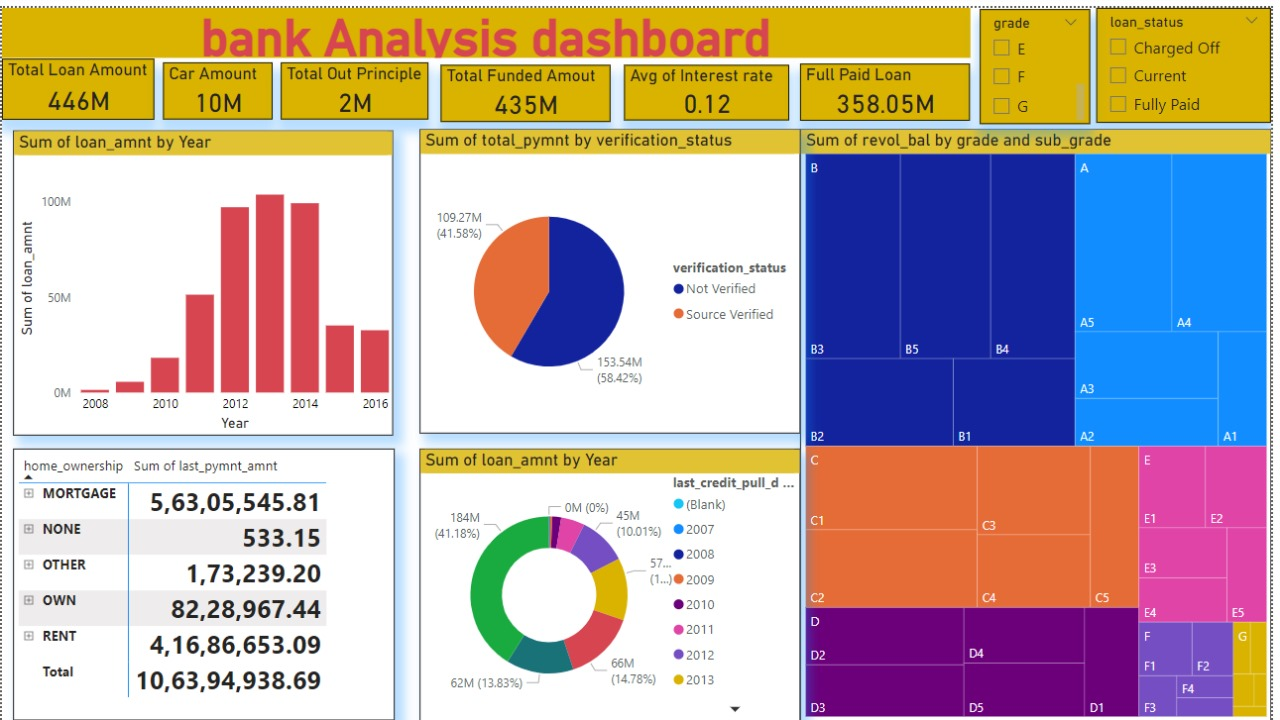 bank Analysis dashboard
grade
E
F
G
loan_status
Charged Off
Current
Fully Paid
Total Loan Amount
446M
Car Amount
10M
Total Out Principle
2M
Total Funded Amout
435M
Avg of Interest rate
0.12
Full Paid Loan
358.05M
Sum of loan_amnt by Year
Sum of loan_amnt
100M
50M
0M
2008
2010
2012
2014
2016
Year
Sum of total_pymnt by verification_status
109.27M
(41.58%)
153.54M
(58.42%)
verification_status
Not Verified
Source Verified
Sum of revol_bal by grade and sub_grade
B
B3
B5
B4
B2
B1
A
A5
A4
A3
A2
A1
C
C1
C3
C2
C4
C5
E
E1
E2
E3
E4
E5
D
D2
D4
D3
D5
D1
F
F1
F2
F4
F3
G
home_ownership Sum of last_pymnt_amnt
MORTGAGE 5,63,05,545.81
NONE 533.15
OTHER 1,73,239.20
OWN 82,28,967.44
RENT 4,16,86,653.09
Total 10,63,94,938.69
Sum of loan_amnt by Year
184M
(41.18%)
0M (0%)
45M
(10.01%)
57...
(1...)
66M
(14.78%)
62M (13.83%)
last_credit_pull_d ...
(Blank)
2007
2008
2009
2010
2011
2012
2013